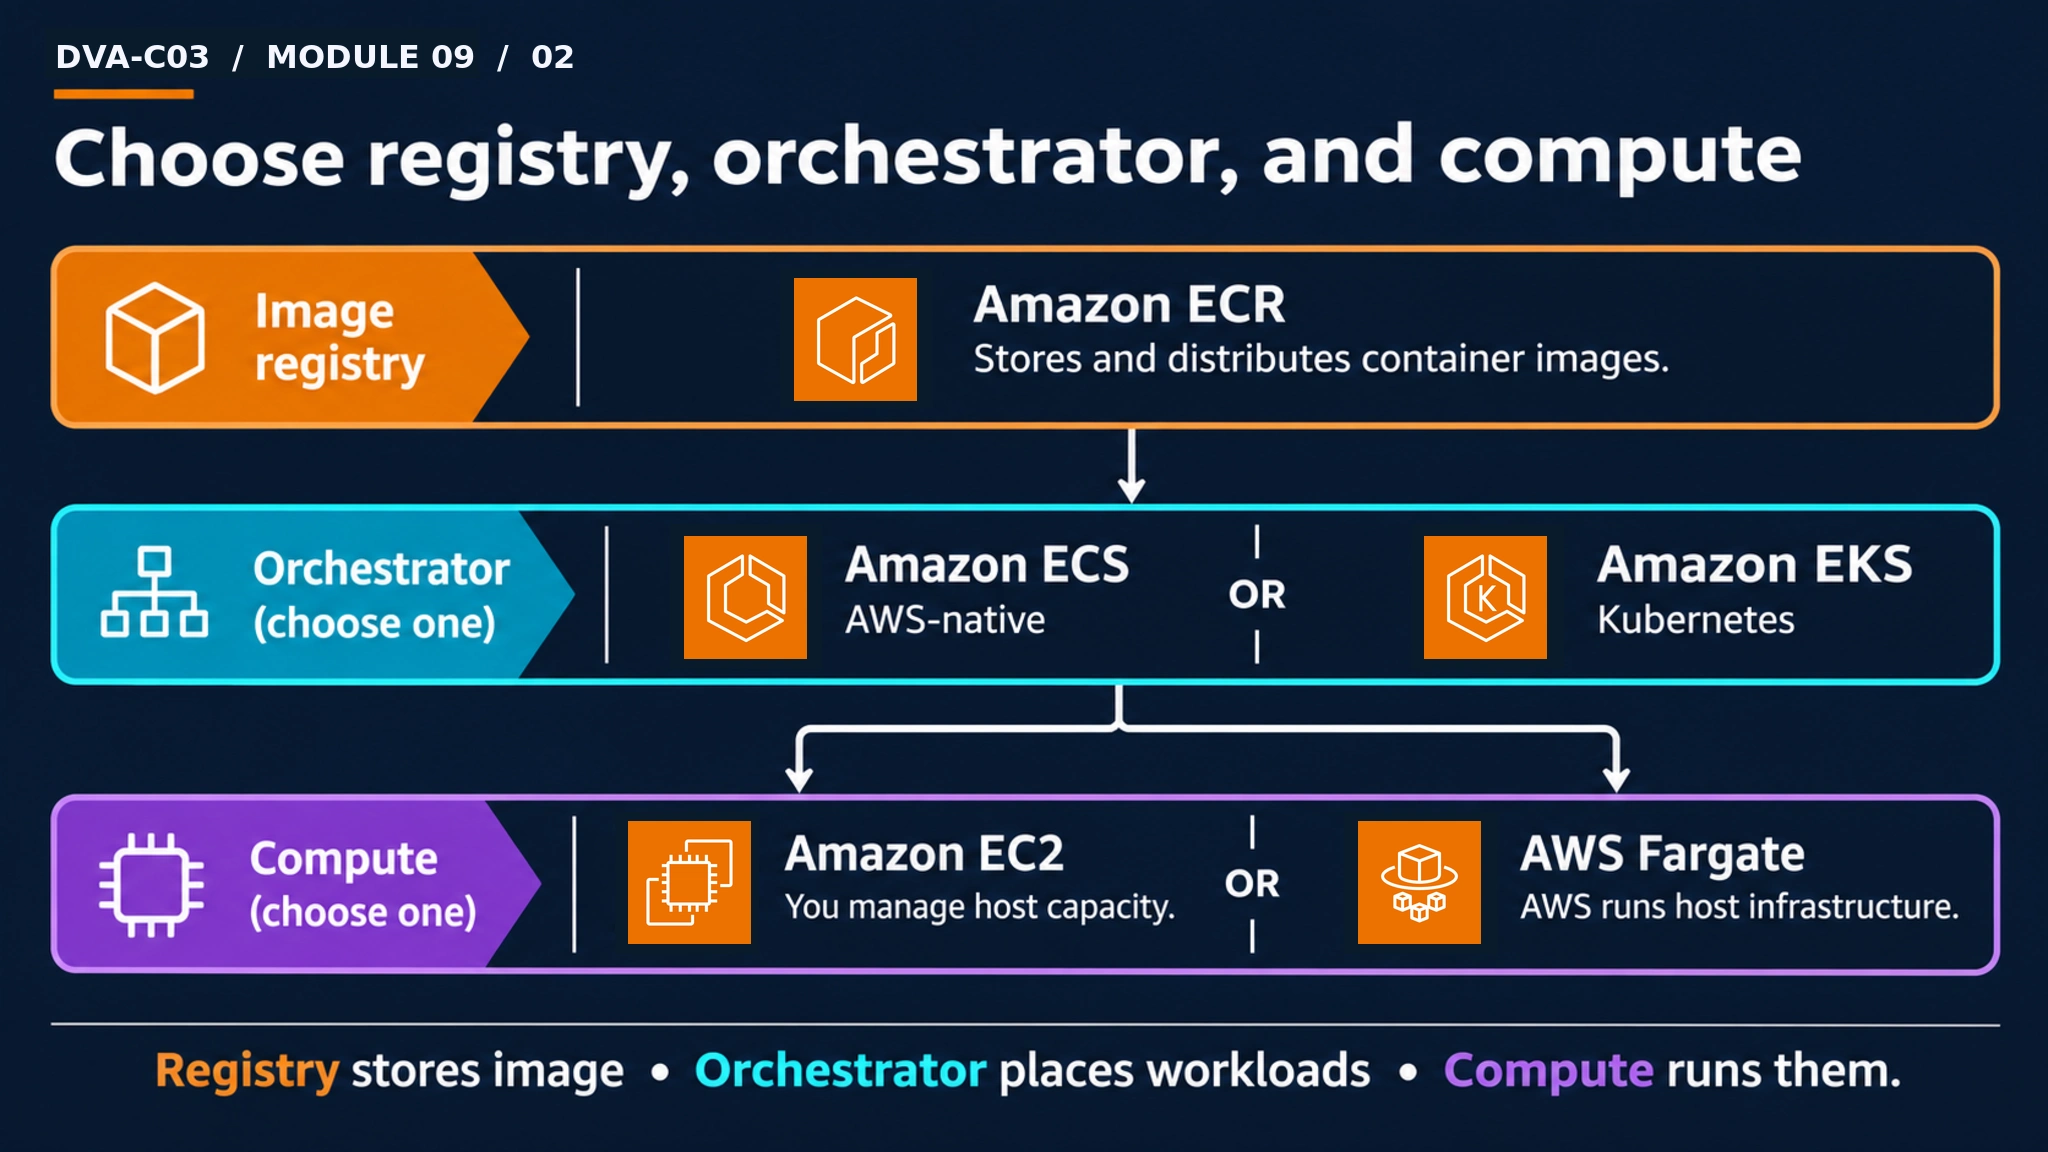 DVA-C03 / MODULE 09 / 02
Choose registry, orchestrator, and compute
Image
registry
Amazon ECR
Stores and distributes container images.
Orchestrator
(choose one)
Amazon ECS
AWS-native
OR
K
Amazon EKS
Kubernetes
Compute
(choose one)
Amazon EC2
You manage host capacity.
OR
AWS Fargate
AWS runs host infrastructure.
Registry stores image • Orchestrator places workloads • Compute runs them.